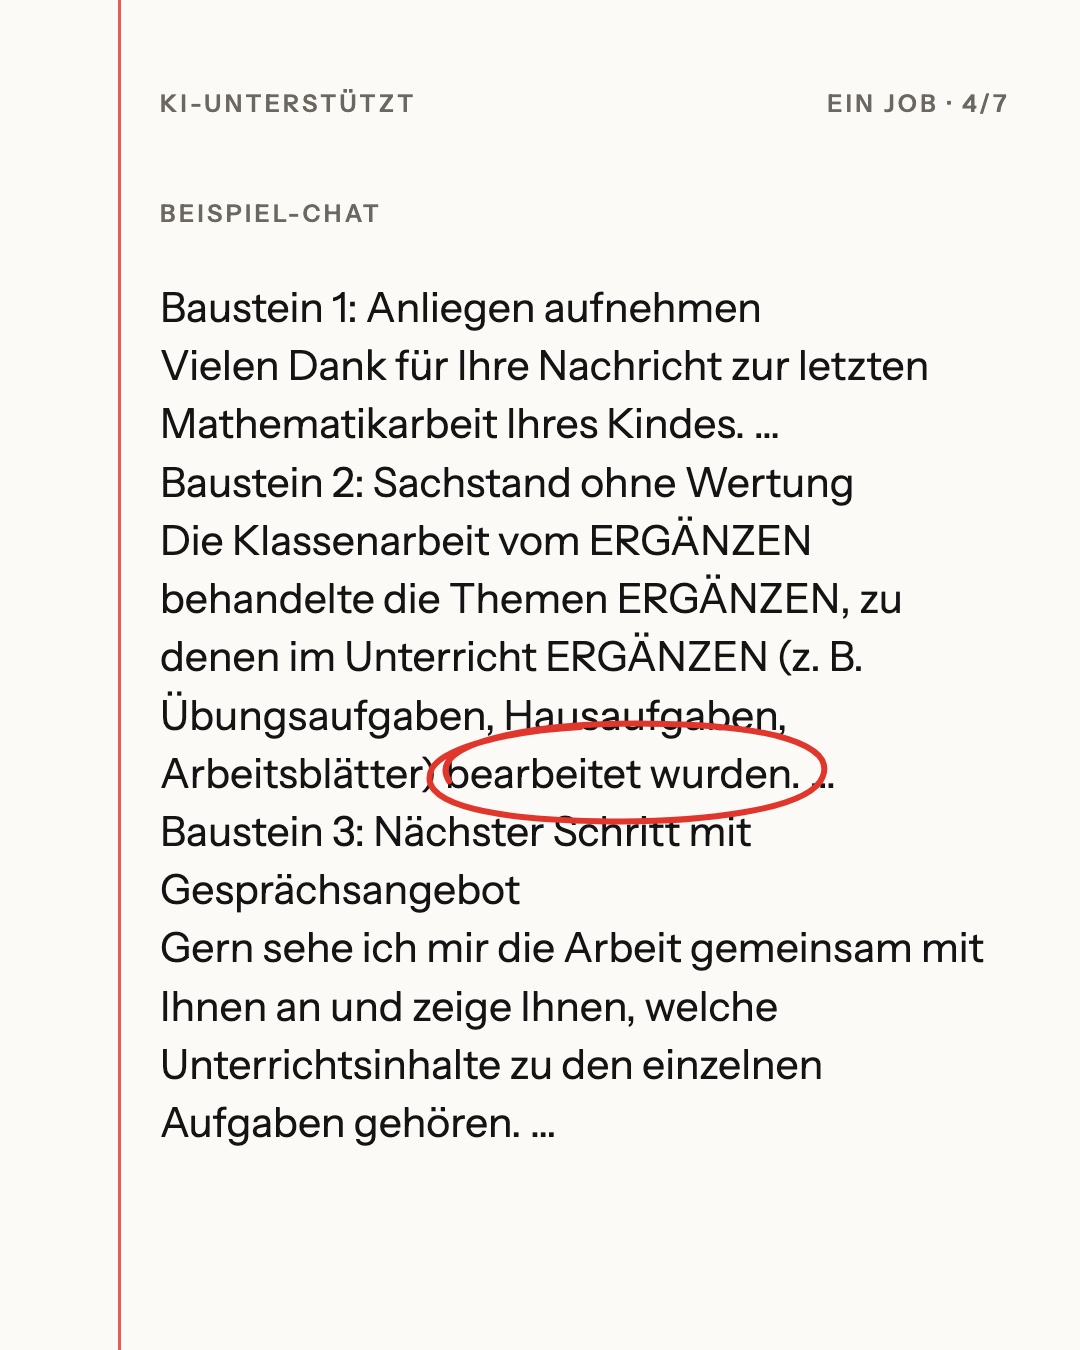 KI-UNTERSTÜTZT
EIN JOB · 4/7
BEISPIEL-CHAT
Baustein 1: Anliegen aufnehmen
Vielen Dank für Ihre Nachricht zur letzten
Mathematikarbeit Ihres Kindes. ...
Baustein 2: Sachstand ohne Wertung
Die Klassenarbeit vom ERGÄNZEN
behandelte die Themen ERGÄNZEN, zu
denen im Unterricht ERGÄNZEN (z. B.
Übungsaufgaben, Hausaufgaben,
Arbeitsblätter) bearbeitet wurden. ...
Baustein 3: Nächster Schritt mit
Gesprächsangebot
Gern sehe ich mir die Arbeit gemeinsam mit
Ihnen an und zeige Ihnen, welche
Unterrichtsinhalte zu den einzelnen
Aufgaben gehören. ...